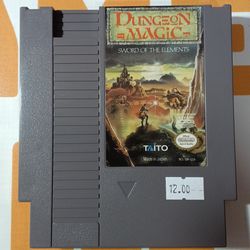 DUNGEON
MAGIC
SWORD OF THE ELEMENTS
TAITO
Made in Japan
12.00